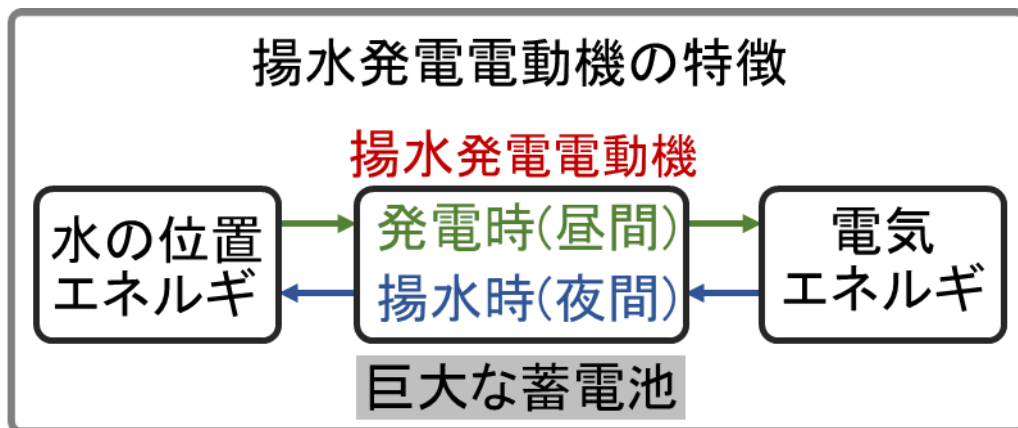 揚水発電電動機の特徴
揚水発電電動機
水の位置
エネルギ
発電時(昼間)
揚水時(夜間)
電気
エネルギ
巨大な蓄電池